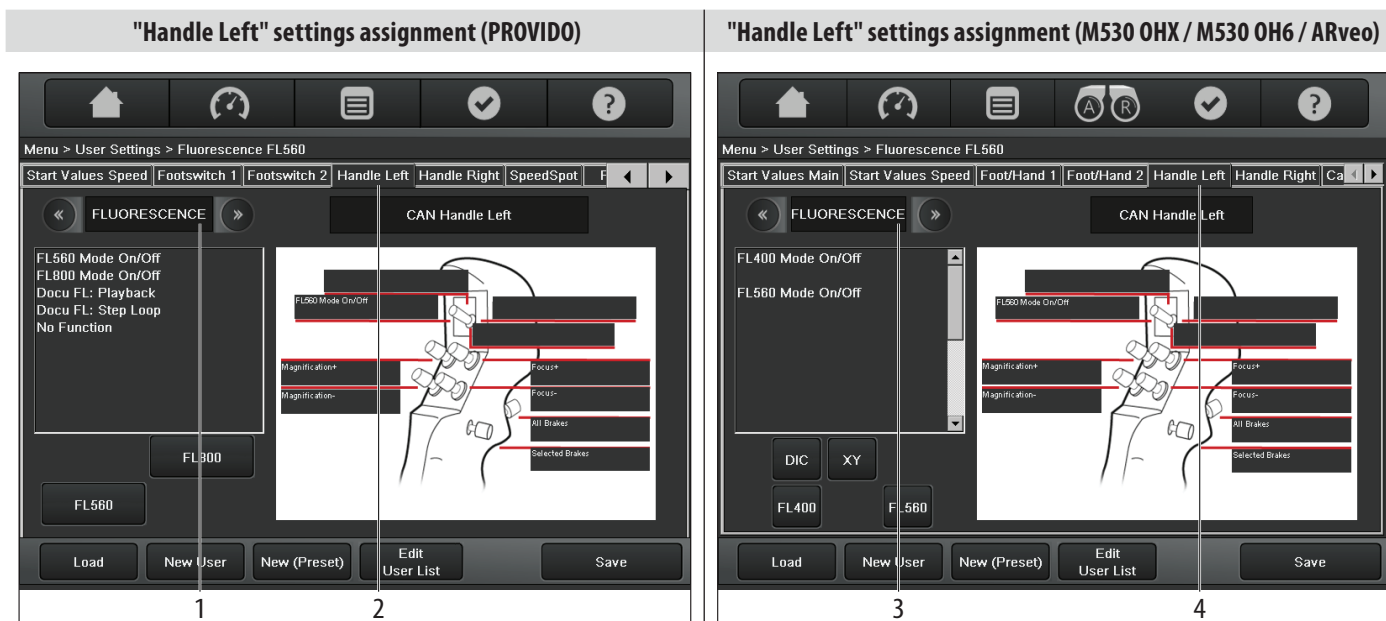 "Handle Left" settings assignment (PROVIDO)
?
Menu > User Settings > Fluorescence FL560
Start Values Speed Footswitch 1 Footswitch 2 Handle Left Handle Right SpeedSpot F
« FLUORESCENCE » CAN Handle Left
FL560 Mode On/Off
FL800 Mode On/Off
Docu FL: Playback
Docu FL: Step Loop
No Function
FL560 Mode On/Off
Magnification+
Magnification-
Focus+
Focus-
All Brakes
Selected Brakes
FL800
FL560
Load New User New (Preset) Edit User List Save
1 2
"Handle Left" settings assignment (M530 OHX / M530 OH6 / ARveo)
A R ?
Menu > User Settings > Fluorescence FL560
Start Values Main Start Values Speed Foot/Hand 1 Foot/Hand 2 Handle Left Handle Right Ca
« FLUORESCENCE » CAN Handle Left
FL400 Mode On/Off
FL560 Mode On/Off
FL560 Mode On/Off
Magnification+
Magnification-
Focus+
Focus-
All Brakes
Selected Brakes
DIC XY
FL400 FL560
Load New User New (Preset) Edit User List Save
3 4